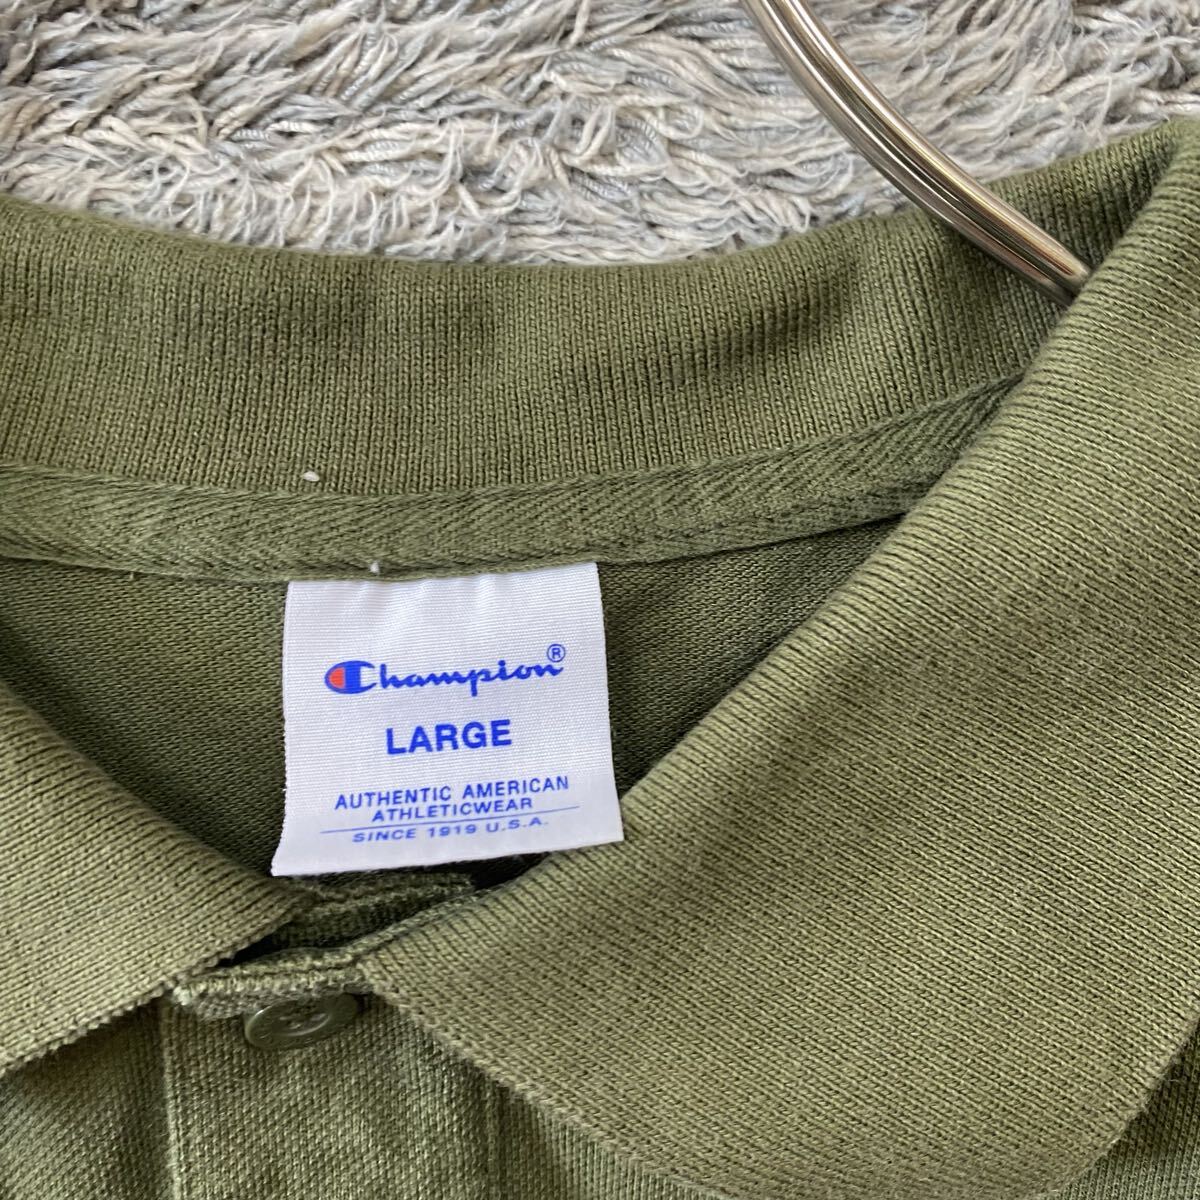 Champion®
LARGE
AUTHENTIC AMERICAN
ATHLETICWEAR
SINCE 1919 U.S.A.